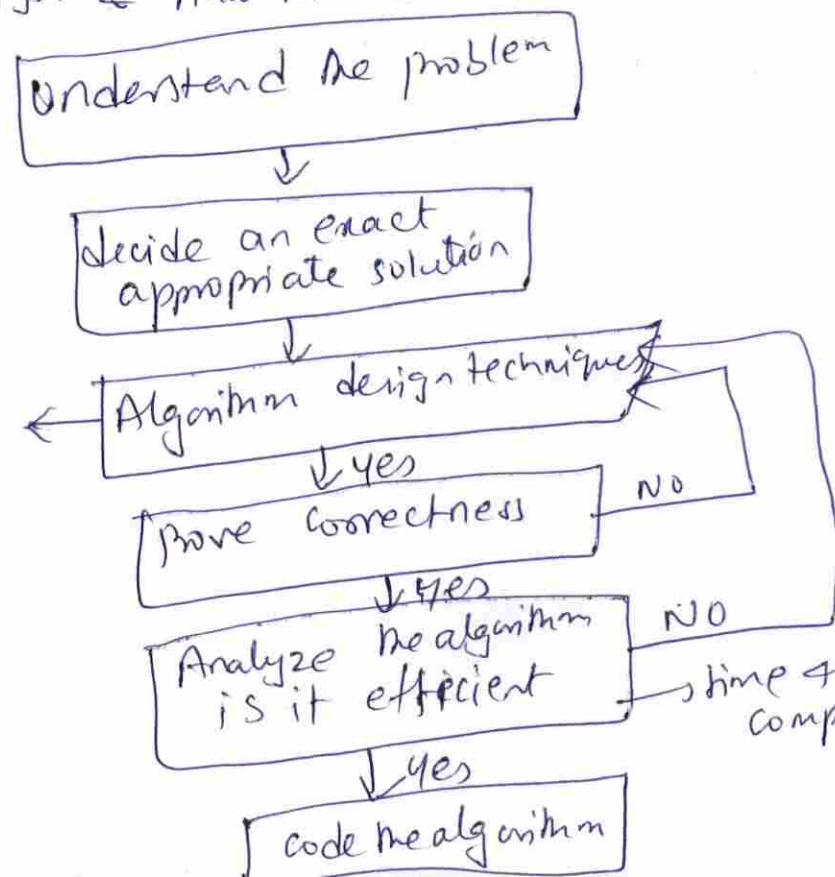 Understand the problem
decide an exact
appropriate solution
Algorithm design techniques
yes
Prove correctness
NO
yes
Analyze the algorithm
is it efficient
NO
time &
comp
yes
code the algorithm